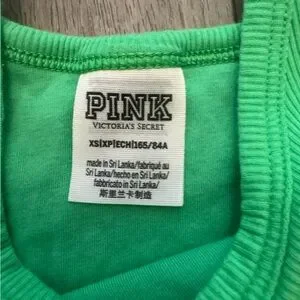 PINK
VICTORIA'S SECRET
XS|XP|ECH|165/84A
made in Sri Lanka/fabriqué au
Sri Lanka/hecho en Sri Lanka/
fabbricato in Sri Lanka/
斯里兰卡制造